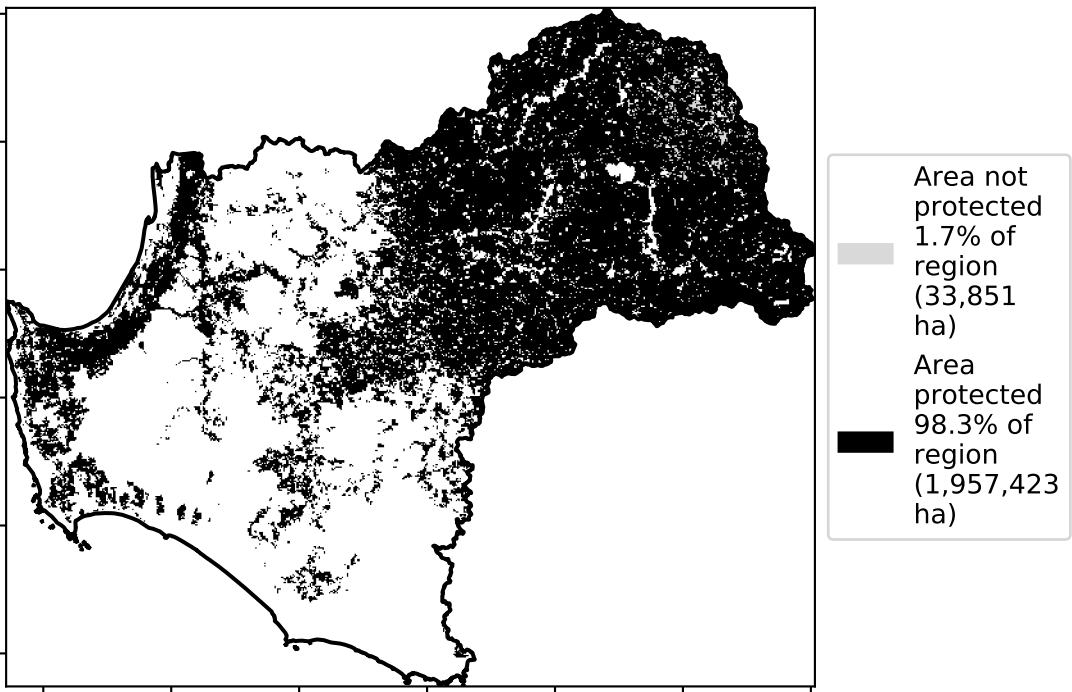 Area not
protected
1.7% of
region
(33,851
ha)
Area
protected
98.3% of
region
(1,957,423
ha)